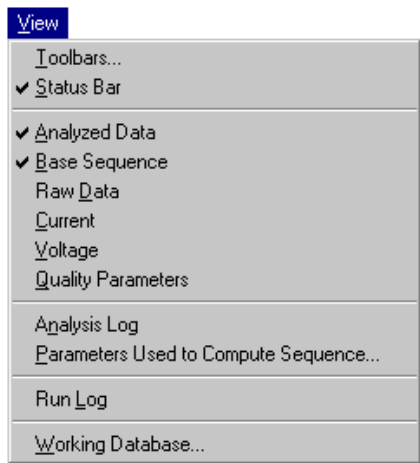 View
Toolbars...
Status Bar
Analyzed Data
Base Sequence
Raw Data
Current
Voltage
Quality Parameters
Analysis Log
Parameters Used to Compute Sequence...
Run Log
Working Database...